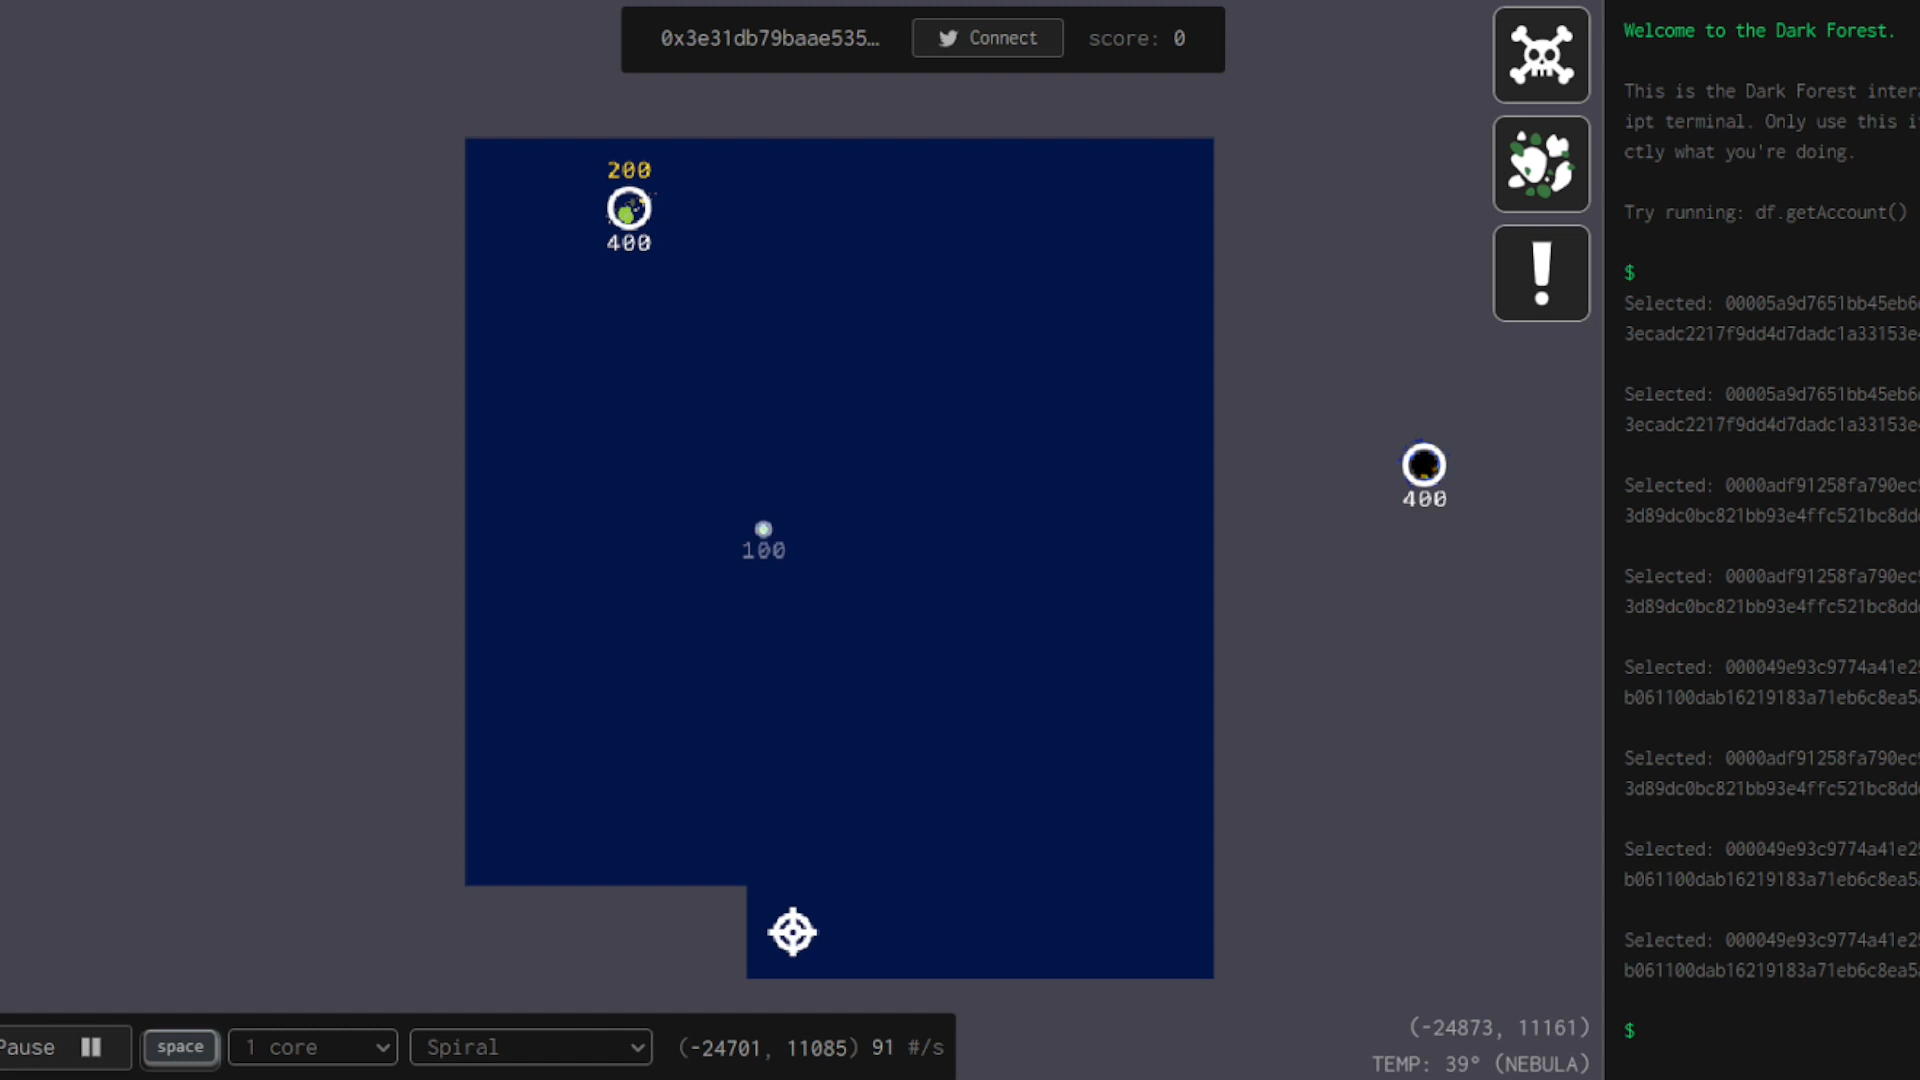 0x3e31db79baae535… Connect score: 0
200
400
100
400
Pause space 1 core Spiral (-24701, 11085) 91 #/s
(-24873, 11161)
TEMP: 39° (NEBULA)
Welcome to the Dark Forest.
This is the Dark Forest inter
ipt terminal. Only use this i
ctly what you're doing.
Try running: df.getAccount()
$
Selected: 00005a9d7651bb45eb6
3ecadc2217f9dd4d7dadc1a33153e
Selected: 00005a9d7651bb45eb6
3ecadc2217f9dd4d7dadc1a33153e
Selected: 0000adf91258fa790ec
3d89dc0bc821bb93e4ffc521bc8dd
Selected: 0000adf91258fa790ec
3d89dc0bc821bb93e4ffc521bc8dd
Selected: 000049e93c9774a41e2
b061100dab16219183a71eb6c8ea5
Selected: 0000adf91258fa790ec
3d89dc0bc821bb93e4ffc521bc8dd
Selected: 000049e93c9774a41e2
b061100dab16219183a71eb6c8ea5
Selected: 000049e93c9774a41e2
b061100dab16219183a71eb6c8ea5
$